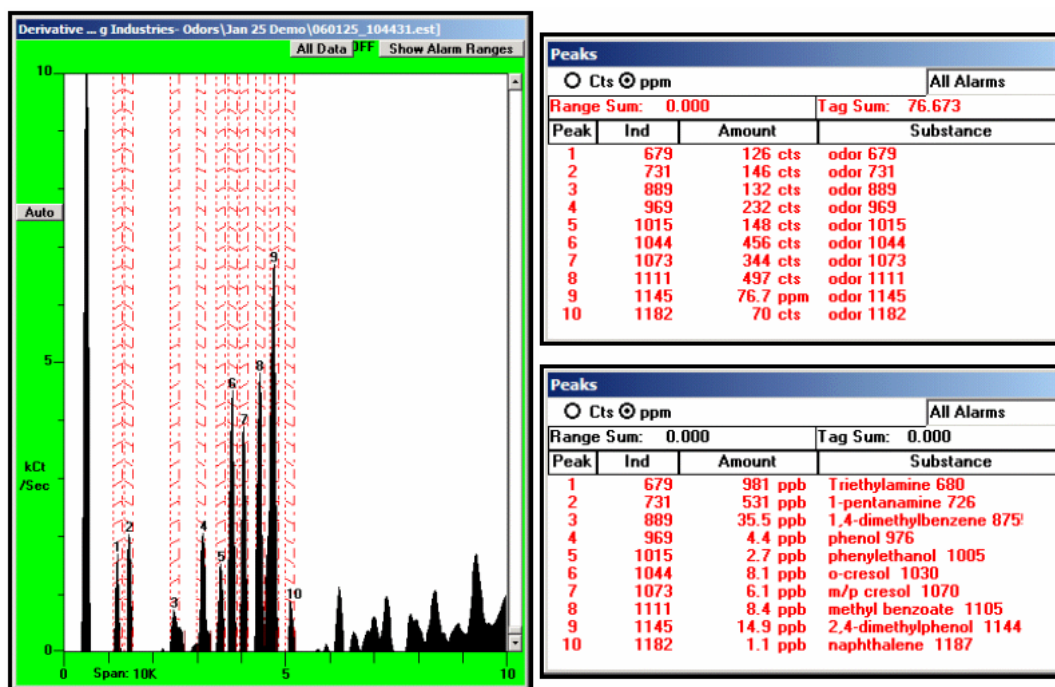 Derivative ... g Industries- Odors\Jan 25 Demo\060125_104431.est]
All Data OFF Show Alarm Ranges
10
Auto
5
kCt
/Sec
1
2
3
4
5
6
7
8
9
10
0 Span: 10K 5 10
Peaks
Cts ppm All Alarms
Range Sum: 0.000 Tag Sum: 76.673
Peak Ind Amount Substance
1 679 126 cts odor 679
2 731 146 cts odor 731
3 889 132 cts odor 889
4 969 232 cts odor 969
5 1015 148 cts odor 1015
6 1044 456 cts odor 1044
7 1073 344 cts odor 1073
8 1111 497 cts odor 1111
9 1145 76.7 ppm odor 1145
10 1182 70 cts odor 1182
Peaks
Cts ppm All Alarms
Range Sum: 0.000 Tag Sum: 0.000
Peak Ind Amount Substance
1 679 981 ppb Triethylamine 680
2 731 531 ppb 1-pentanamine 726
3 889 35.5 ppb 1,4-dimethylbenzene 875
4 969 4.4 ppb phenol 976
5 1015 2.7 ppb phenylethanol 1005
6 1044 8.1 ppb o-cresol 1030
7 1073 6.1 ppb m/p cresol 1070
8 1111 8.4 ppb methyl benzoate 1105
9 1145 14.9 ppb 2,4-dimethylphenol 1144
10 1182 1.1 ppb naphthalene 1187